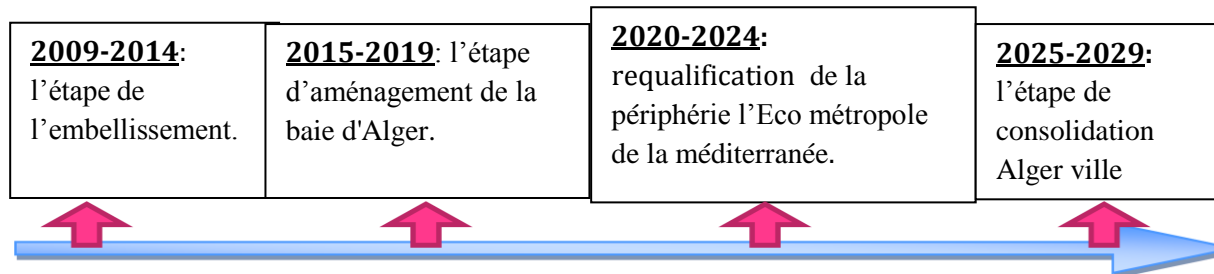 2009-2014:
l’étape de
l’embellissement.
2015-2019: l’étape
d’aménagement de la
baie d'Alger.
2020-2024:
requalification de la
périphérie l’Eco métropole
de la méditerranée.
2025-2029:
l’étape de
consolidation
Alger ville